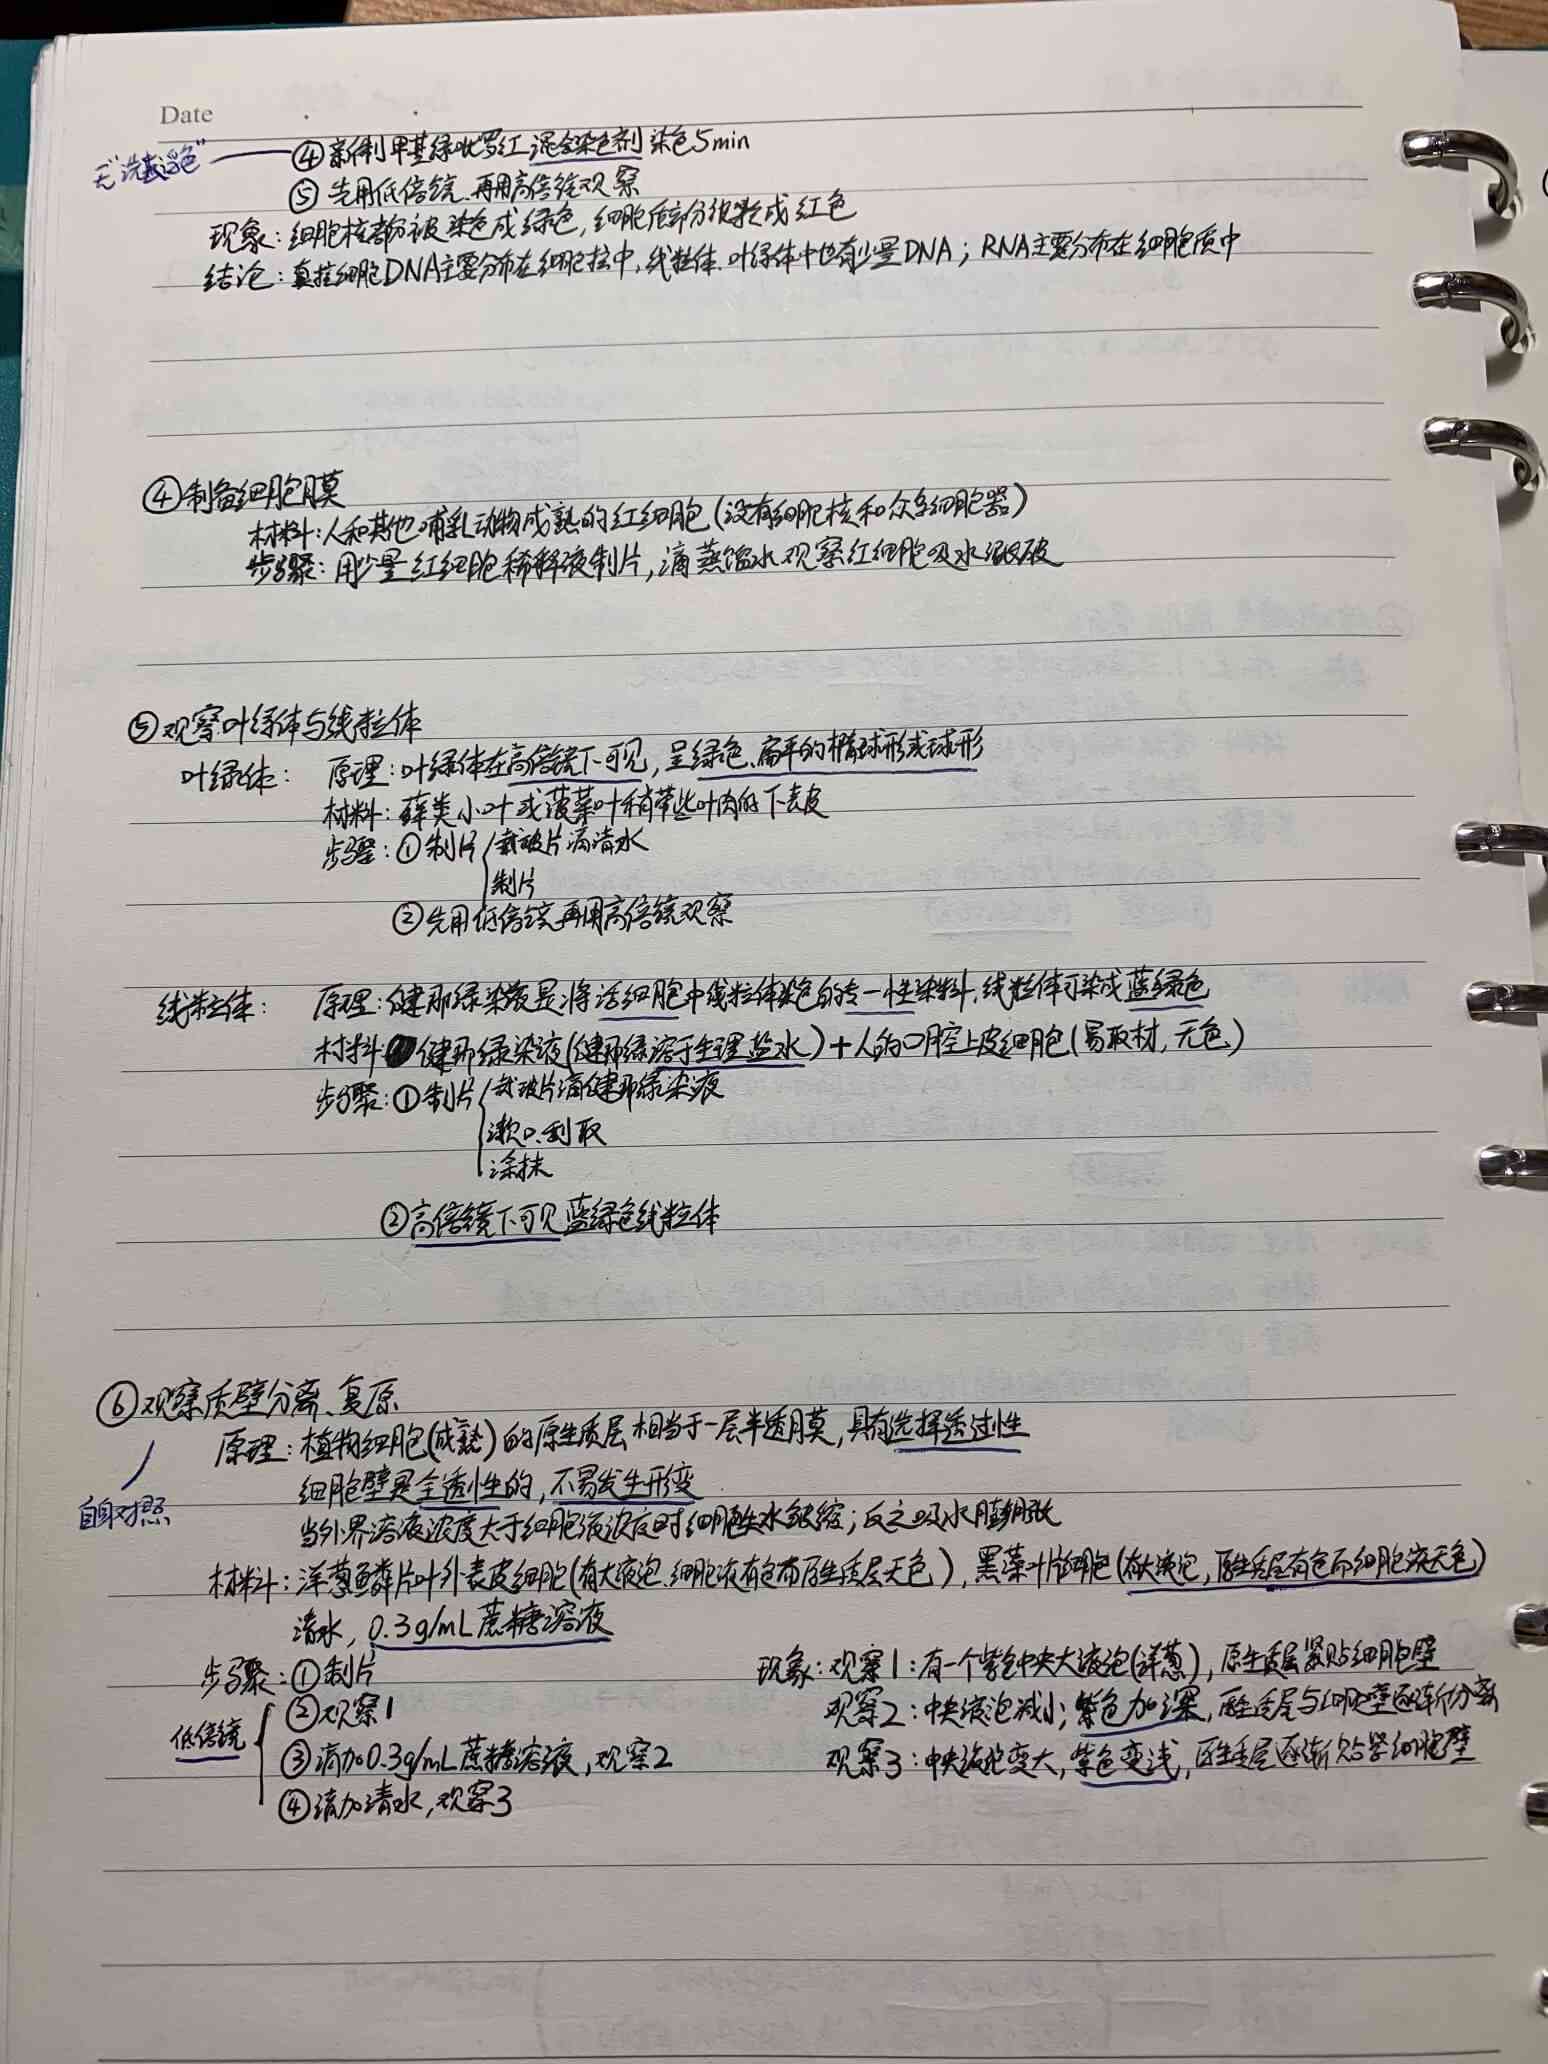 Date
无"洗去浮色"
④新制甲基绿吡罗红混合染色剂染色5min
⑤先用低倍镜、再用高倍镜观察
现象:细胞核部分被染色成绿色,细胞质部分被染成红色
结论:真核细胞DNA主要分布在细胞核中,线粒体、叶绿体中也有少量DNA;RNA主要分布在细胞质中
④制备细胞膜
材料:人和其他哺乳动物成熟的红细胞(没有细胞核和众多细胞器)
步骤:用少量红细胞稀释液制片,滴蒸馏水观察红细胞吸水涨破
⑤观察叶绿体与线粒体
叶绿体: 原理:叶绿体在高倍镜下可见,呈绿色、扁平的椭球形或球形
材料:藓类小叶或菠菜叶稍带些叶肉的下表皮
步骤:①制片{载玻片滴清水
制片
②先用低倍镜再用高倍镜观察
线粒体: 原理:健那绿染液是将活细胞中线粒体染色的专一性染料,线粒体可染成蓝绿色
材料:健那绿染液(健那绿溶于生理盐水)+人的口腔上皮细胞(易取材,无色)
步骤:①制片{载玻片滴健那绿染液
漱口、刮取
涂抹
②高倍镜下可见蓝绿色线粒体
⑥观察质壁分离、复原
自身对照
原理:植物细胞(成熟)的原生质层相当于一层半透膜,具有选择透过性
细胞壁是全透性的,不易发生形变
当外界溶液浓度大于细胞液浓度时细胞失水皱缩;反之吸水膨胀
材料:洋葱鳞片叶外表皮细胞(有大液泡、细胞液有色而原生质层无色),黑藻叶片细胞(有大液泡,原生质层有色而细胞液无色)
清水,0.3g/mL蔗糖溶液
步骤:①制片
低倍镜{②观察1
③滴加0.3g/mL蔗糖溶液,观察2
④滴加清水,观察3
现象:观察1:有一个紫色中央大液泡(洋葱),原生质层紧贴细胞壁
观察2:中央液泡减小;紫色加深,原生质层与细胞壁逐渐分离
观察3:中央液泡变大,紫色变浅,原生质层逐渐贴紧细胞壁